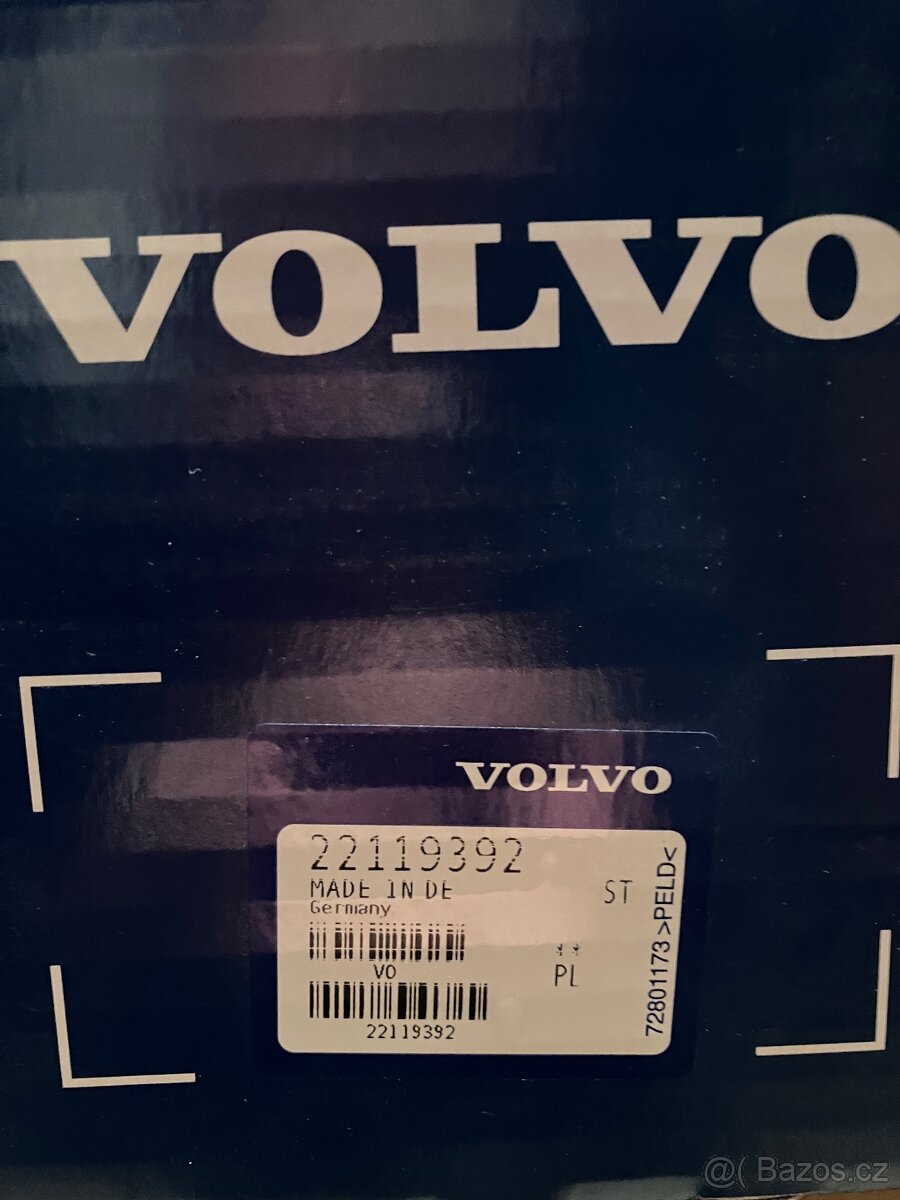 VOLVO
VOLVO
22119392
MADE IN DE
Germany
ST
VO
**
PL
22119392
72801173 >PELD<
@( Bazos.cz